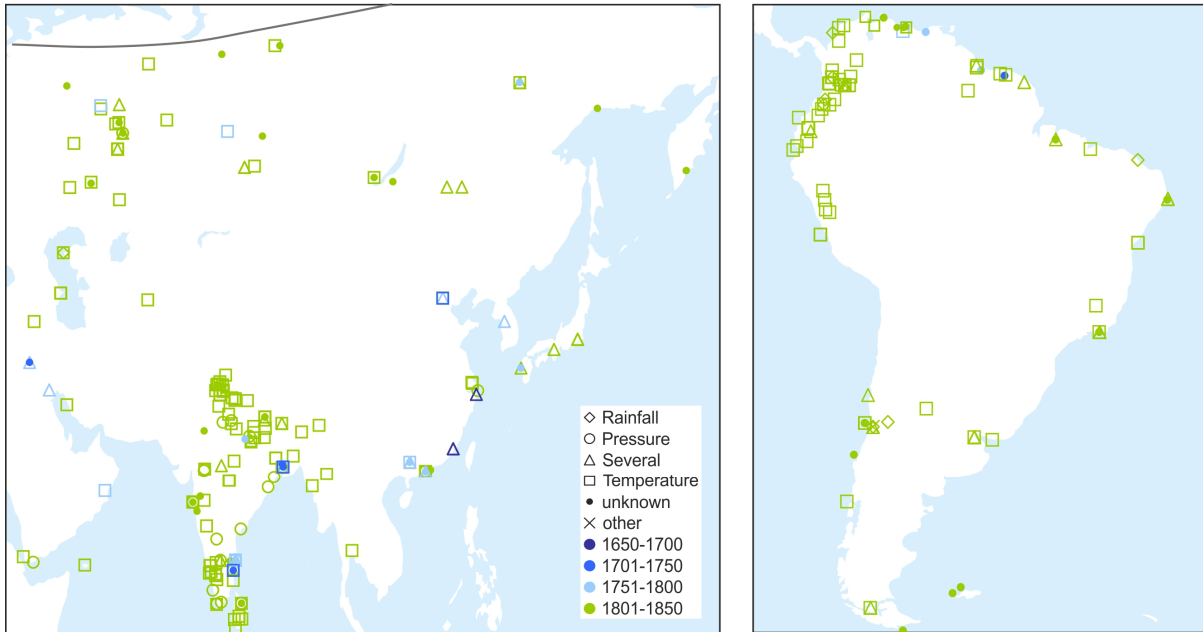 Rainfall
Pressure
Several
Temperature
unknown
other
1650-1700
1701-1750
1751-1800
1801-1850